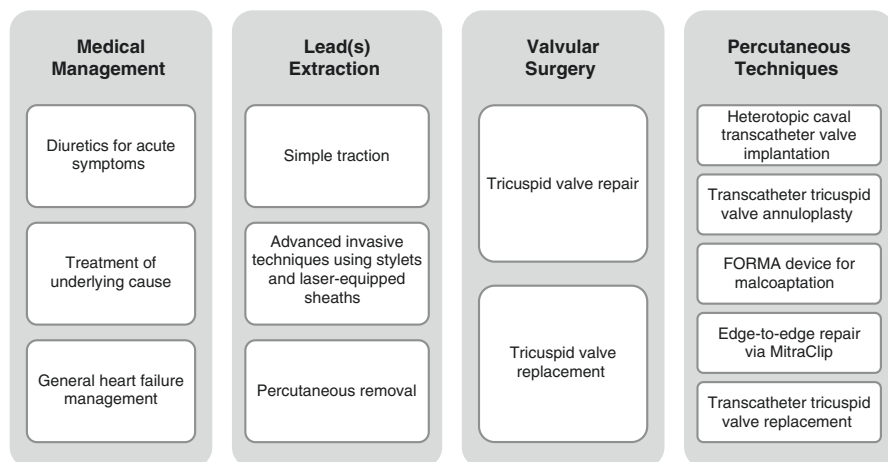 Medical
Management
Diuretics for acute
symptoms
Treatment of
underlying cause
General heart failure
management
Lead(s)
Extraction
Simple traction
Advanced invasive
techniques using stylets
and laser-equipped
sheaths
Percutaneous removal
Valvular
Surgery
Tricuspid valve repair
Tricuspid valve
replacement
Percutaneous
Techniques
Heterotopic caval
transcatheter valve
implantation
Transcatheter tricuspid
valve annuloplasty
FORMA device for
malcoaptation
Edge-to-edge repair
via MitraClip
Transcatheter tricuspid
valve replacement